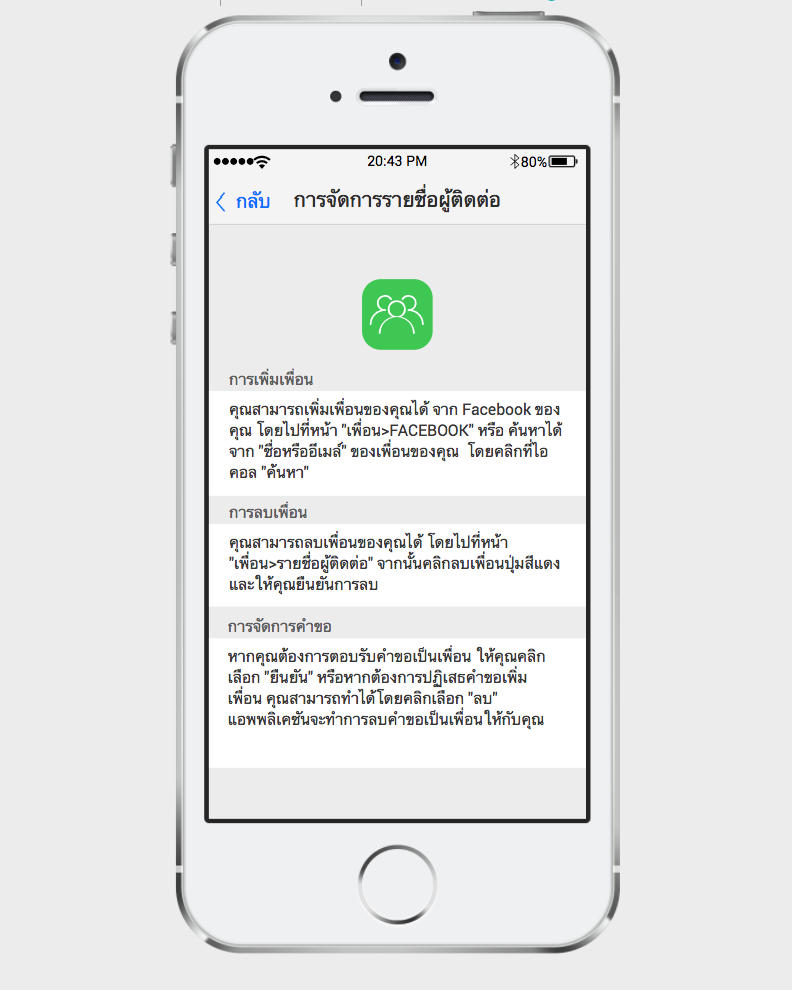 20:43 PM
80%
กลับ
การจัดการรายชื่อผู้ติดต่อ
การเพิ่มเพื่อน
คุณสามารถเพิ่มเพื่อนของคุณได้ จาก Facebook ของ
คุณ โดยไปที่หน้า "เพื่อน>FACEBOOK" หรือ ค้นหาได้
จาก "ชื่อหรืออีเมล์" ของเพื่อนของคุณ โดยคลิกที่ไอ
คอล "ค้นหา"
การลบเพื่อน
คุณสามารถลบเพื่อนของคุณได้ โดยไปที่หน้า
"เพื่อน>รายชื่อผู้ติดต่อ" จากนั้นคลิกลบเพื่อนปุ่มสีแดง
และให้คุณยืนยันการลบ
การจัดการคำขอ
หากคุณต้องการตอบรับคำขอเป็นเพื่อน ให้คุณคลิก
เลือก "ยืนยัน" หรือหากต้องการปฏิเสธคำขอเพิ่ม
เพื่อน คุณสามารถทำได้โดยคลิกเลือก "ลบ"
แอพพลิเคชันจะทำการลบคำขอเป็นเพื่อนให้กับคุณ